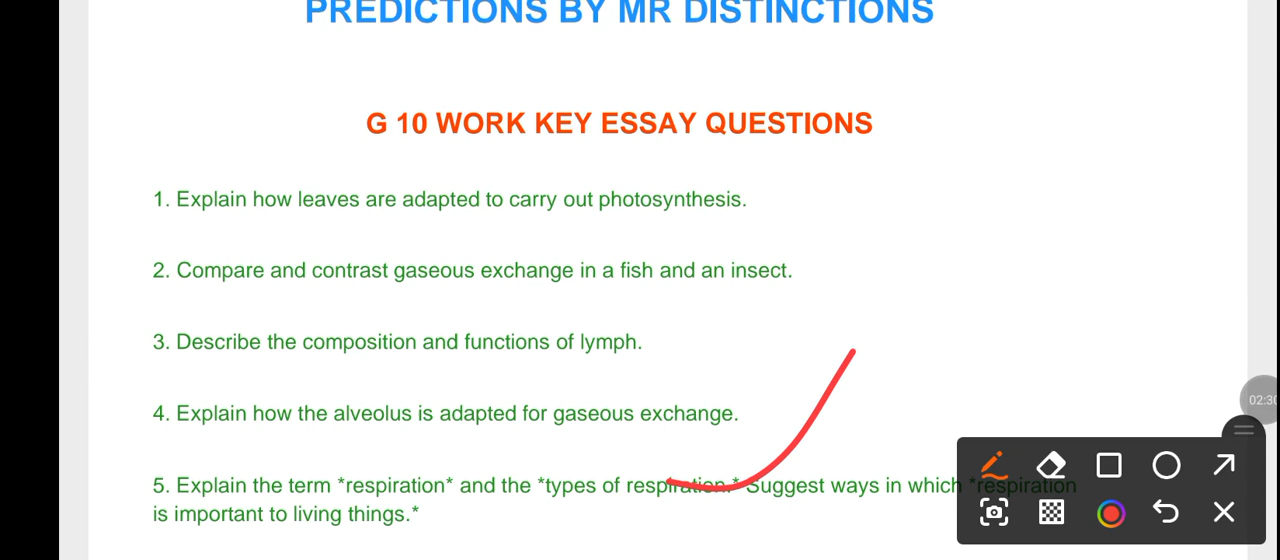 PREDICTIONS BY MR DISTINCTIONS
G 10 WORK KEY ESSAY QUESTIONS
1. Explain how leaves are adapted to carry out photosynthesis.
2. Compare and contrast gaseous exchange in a fish and an insect.
3. Describe the composition and functions of lymph.
4. Explain how the alveolus is adapted for gaseous exchange.
5. Explain the term *respiration* and the *types of respiration.* Suggest ways in which *respiration
is important to living things.*